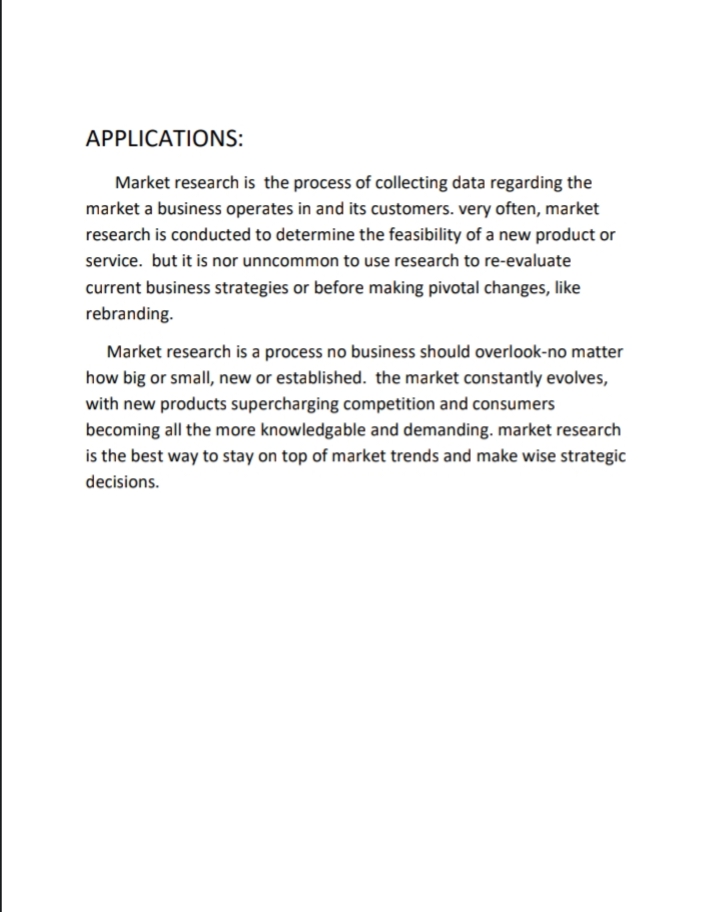 APPLICATIONS:
Market research is  the process of collecting data regarding the
market a business operates in and its customers. very often, market
research is conducted to determine the feasibility of a new product or
service.  but it is nor unncommon to use research to re-evaluate
current business strategies or before making pivotal changes, like
rebranding.
Market research is a process no business should overlook-no matter
how big or small, new or established.  the market constantly evolves,
with new products supercharging competition and consumers
becoming all the more knowledgable and demanding. market research
is the best way to stay on top of market trends and make wise strategic
decisions.